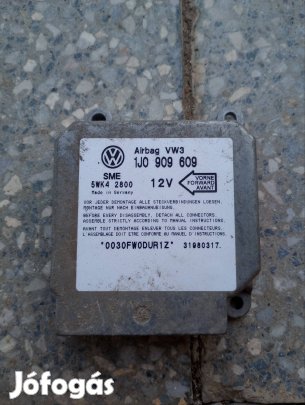 Airbag VW3
1J0 909 609
SME
5WK4 2800
Made in Germany
12V
VORNE
FORWARD
AVANT
VOR JEDER DEMONTAGE ALLE STECKVERBINDUNGEN LOESEN.
MONTAGE NUR NACH EINBAUANWEISUNG.
BEFORE EVERY DISASSEMBLY, DETACH ALL CONNECTORS.
ASSEMBLE STRICTLY ACCORDING TO MANUAL INSTRUCTIONS.
AVANT TOUT DEMONTAGE ENLEVER TOUS LES CONNECTEURS.
L'ASSEMBLAGE DOIT ETRE CONFORME AU MANUEL D'INSTRUCTIONS
*0030FW0DUR1Z* 31980317.
Jófogás